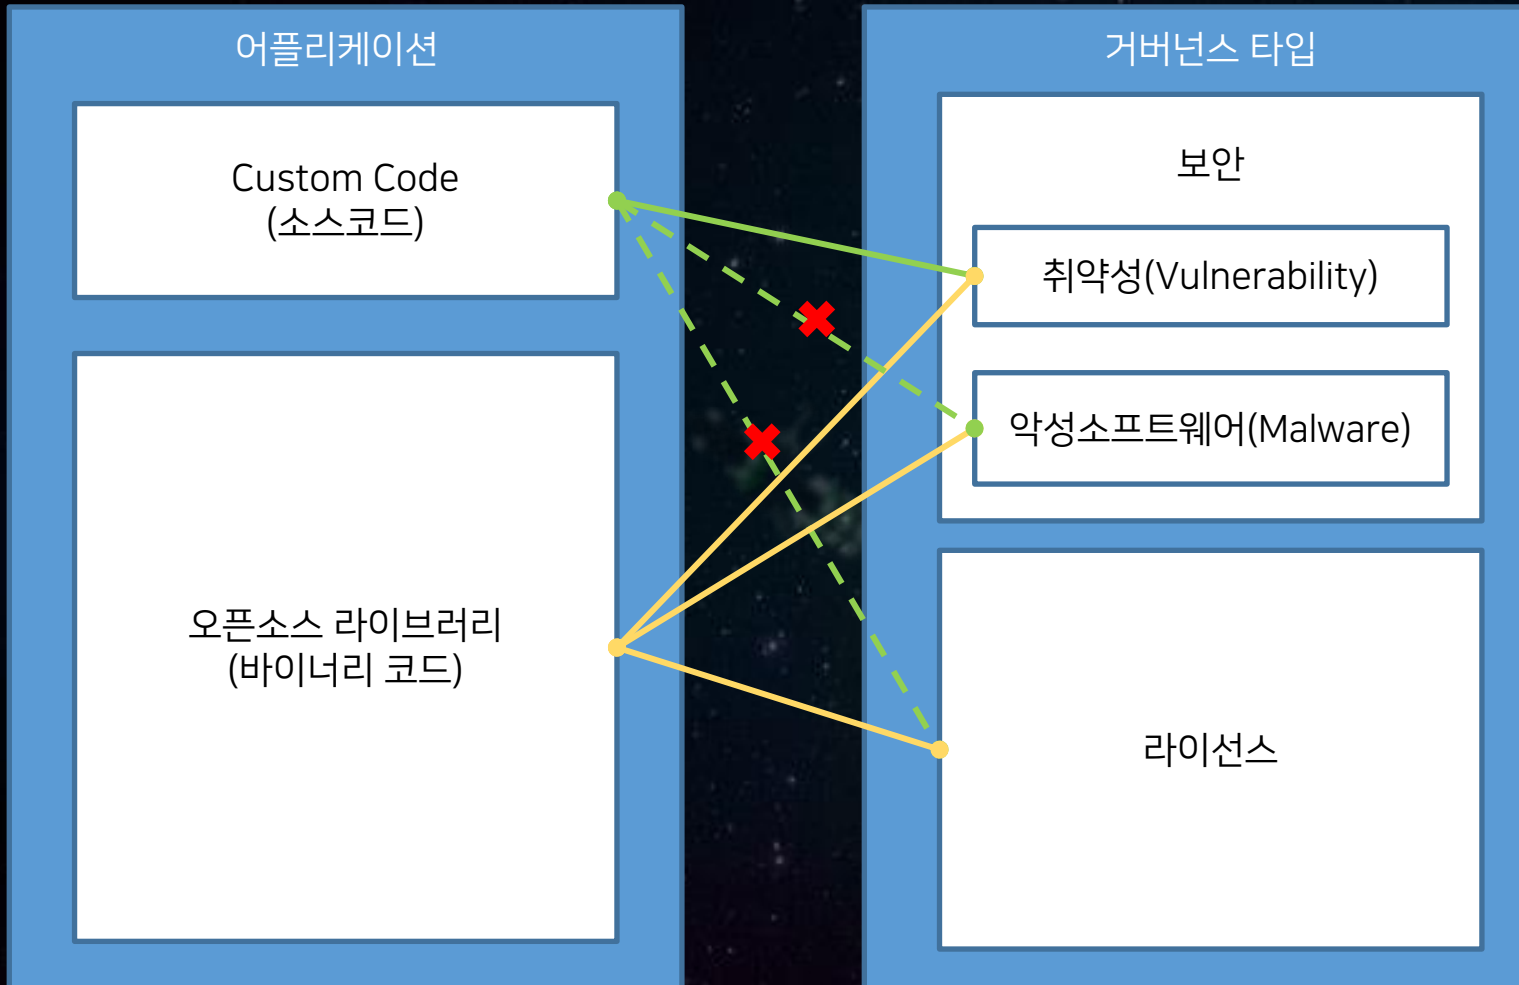 어플리케이션
Custom Code
(소스코드)
오픈소스 라이브러리
(바이너리 코드)
거버넌스 타입
보안
취약성(Vulnerability)
악성소프트웨어(Malware)
라이선스